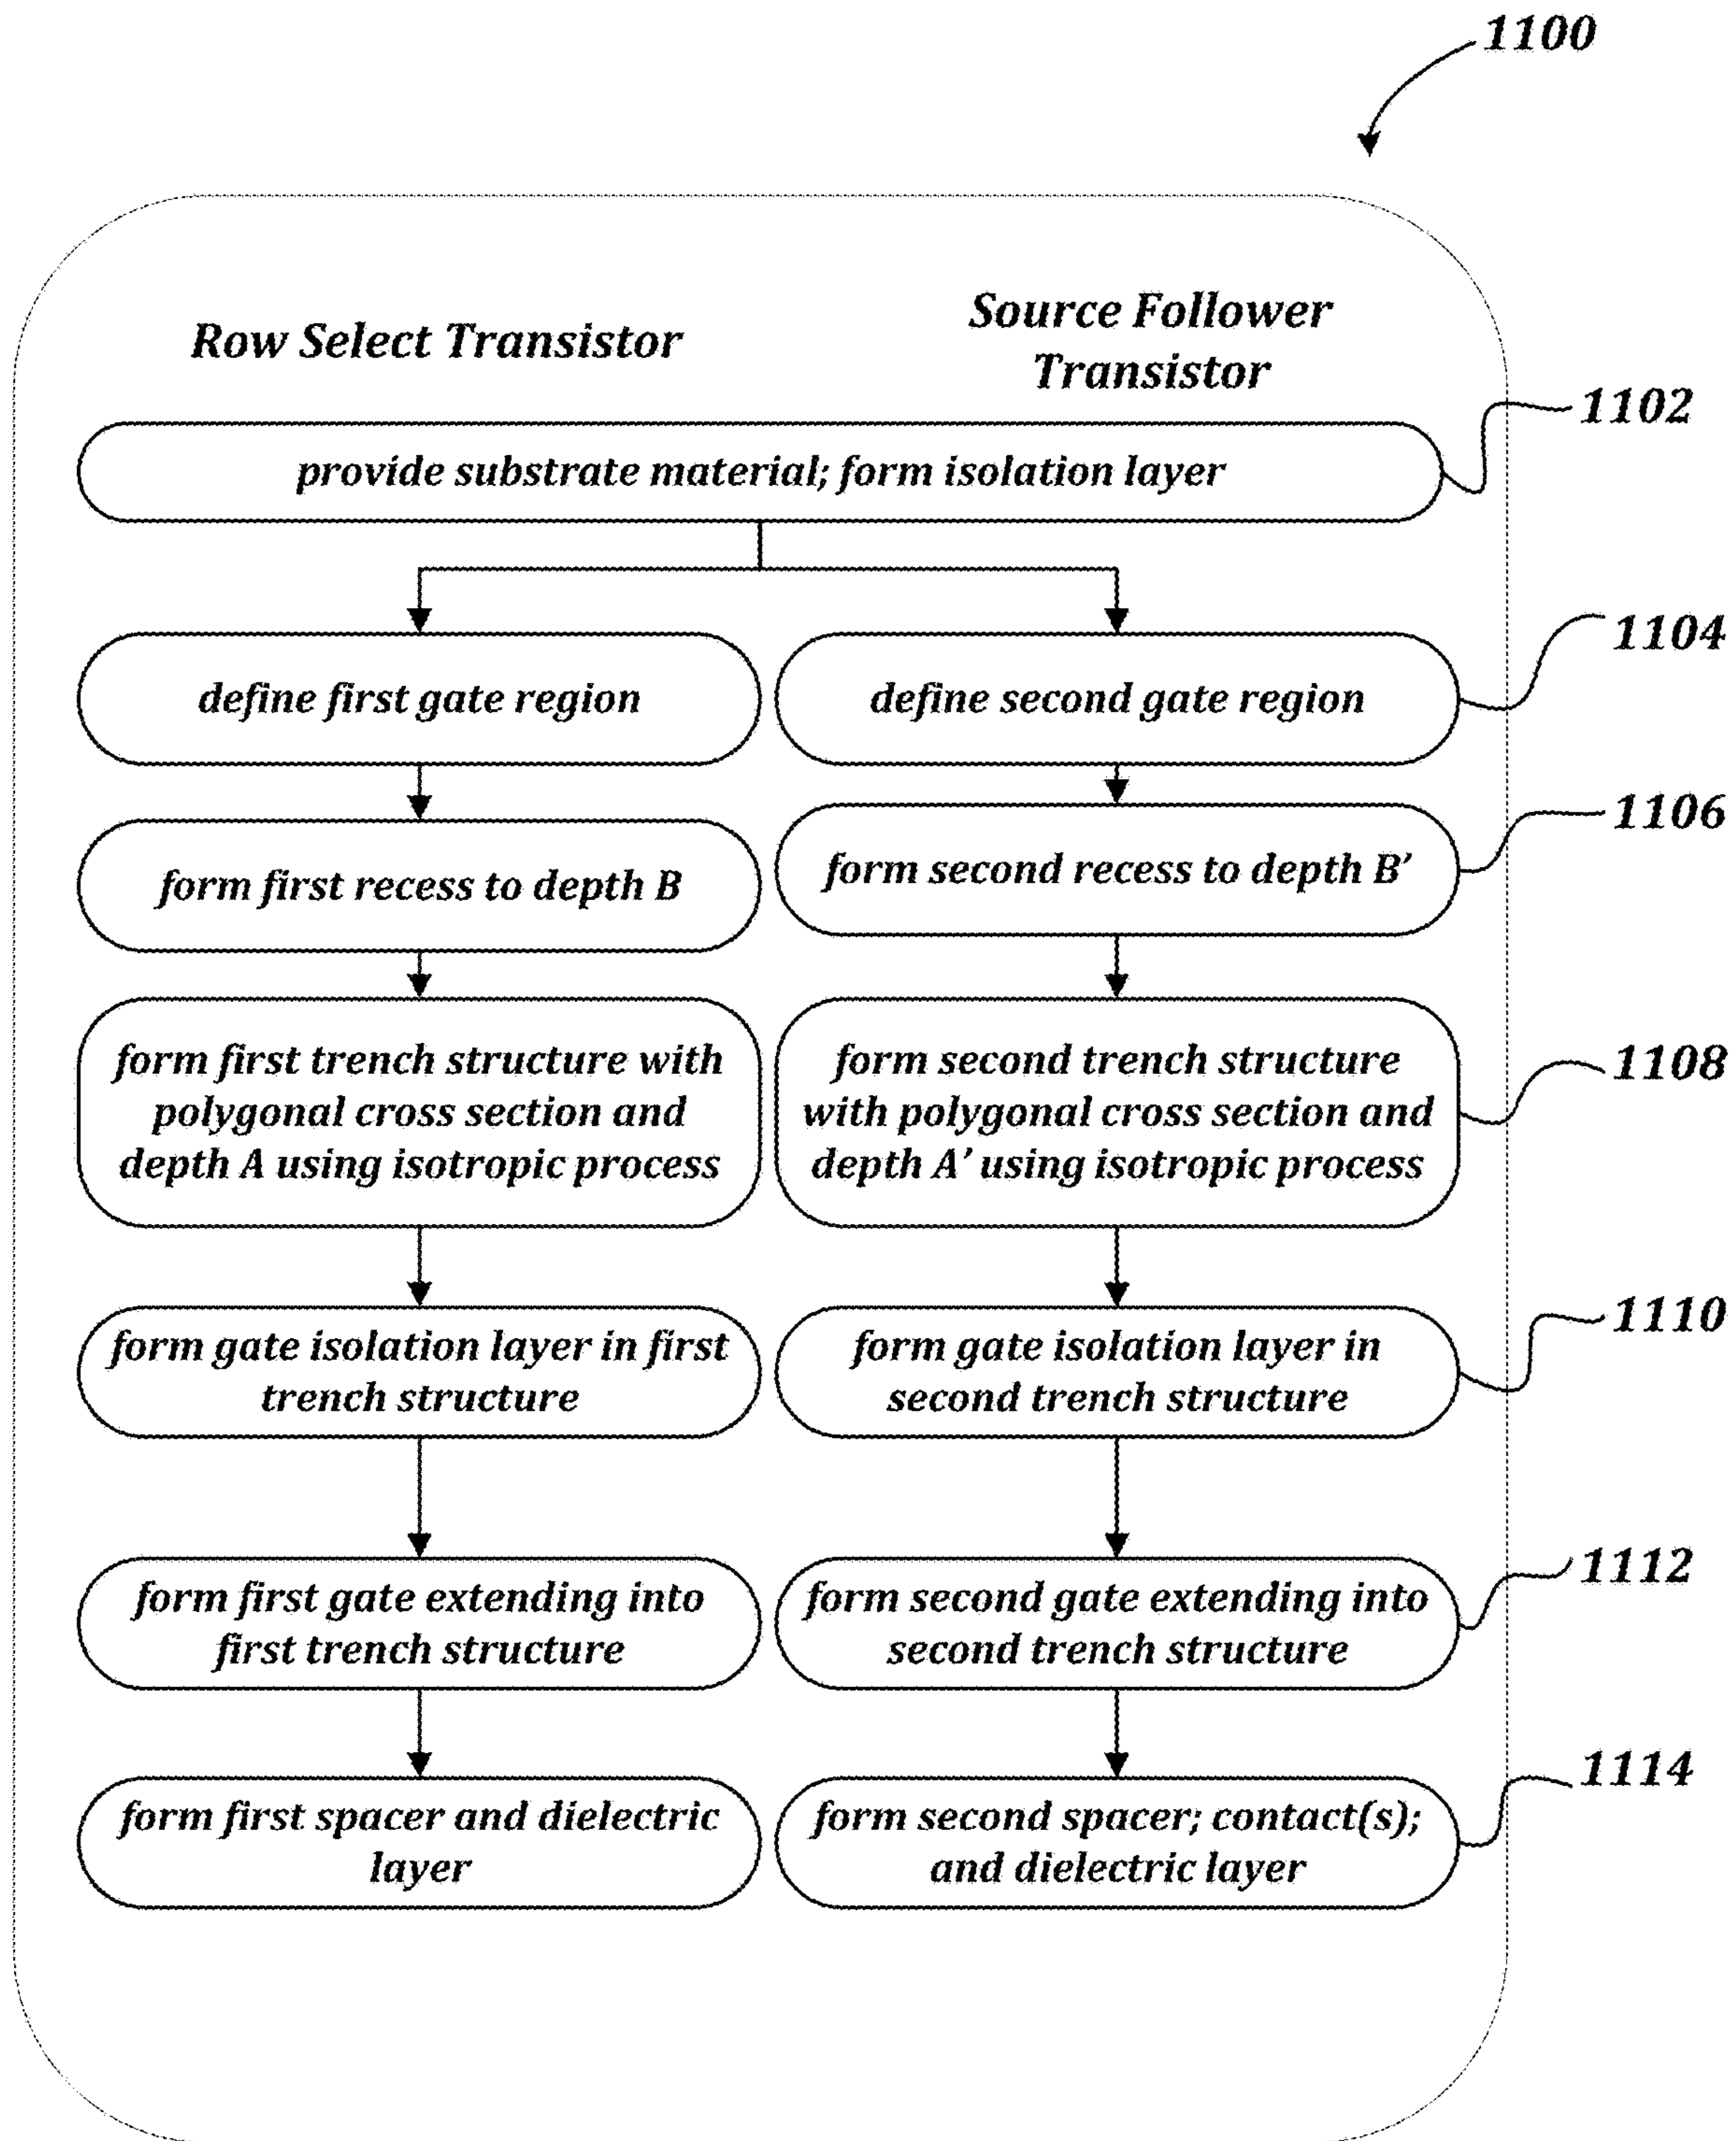 1100
Row Select Transistor
Source Follower
Transistor
1102
provide substrate material; form isolation layer
1104
define first gate region
define second gate region
1106
form first recess to depth B
form second recess to depth B’
1108
form first trench structure with
polygonal cross section and
depth A using isotropic process
form second trench structure
with polygonal cross section and
depth A’ using isotropic process
1110
form gate isolation layer in first
trench structure
form gate isolation layer in
second trench structure
1112
form first gate extending into
first trench structure
form second gate extending into
second trench structure
1114
form first spacer and dielectric
layer
form second spacer; contact(s);
and dielectric layer